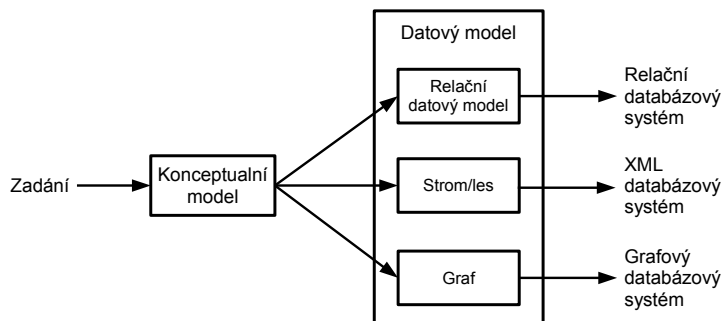 Datový model
Relační
datový model
Relační
databázový
systém
Zadání
Konceptualní
model
Strom/les
XML
databázový
systém
Graf
Grafový
databázový
systém